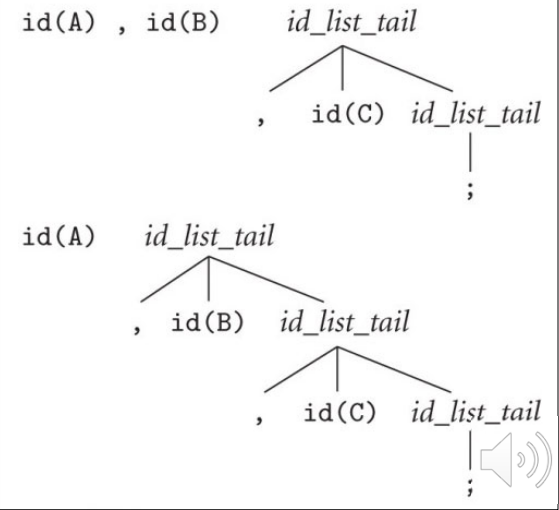 id(A) , id(B) id_list_tail
, id(C) id_list_tail
;
id(A) id_list_tail
, id(B) id_list_tail
, id(C) id_list_tail
;